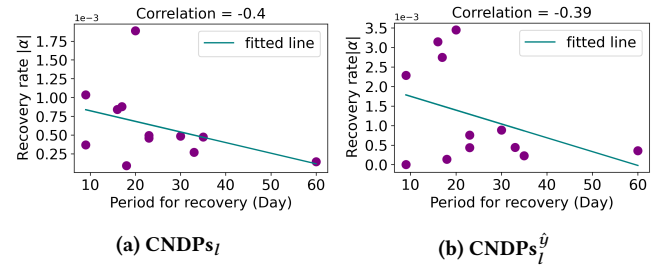 Correlation = -0.4
1e−3
Recovery rate |α|
1.75
1.50
1.25
1.00
0.75
0.50
0.25
fitted line
10 20 30 40 50 60
Period for recovery (Day)
(a) CNDPs_l
Correlation = -0.39
1e−3
Recovery rate|α|
3.5
3.0
2.5
2.0
1.5
1.0
0.5
0.0
fitted line
10 20 30 40 50 60
Period for recovery (Day)
(b) CNDPs_l^ŷ